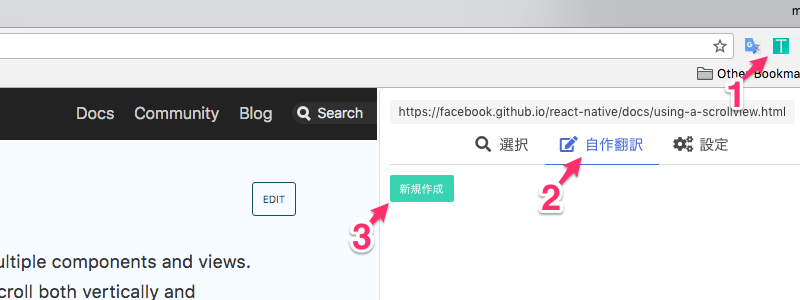 m
T
1
Other Bookma
Docs Community Blog Search
https://facebook.github.io/react-native/docs/using-a-scrollview.html
選択 自作翻訳 設定
2
新規作成
3
EDIT
ultiple components and views.
croll both vertically and